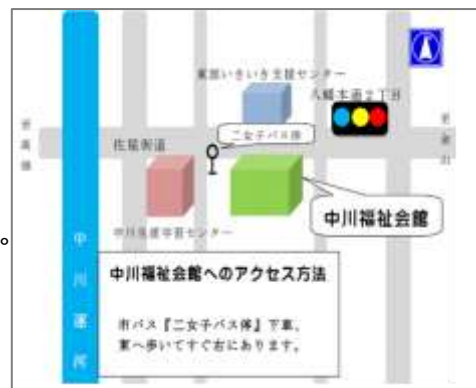 東部いきいき支援センター
八幡本通2丁目
二女子バス停
佐屋街道
中川福祉会館
。
中川生涯学習センター
中川運河
中川福祉会館へのアクセス方法
市バス『二女子バス停』下車、
東へ歩いてすぐ右にあります。